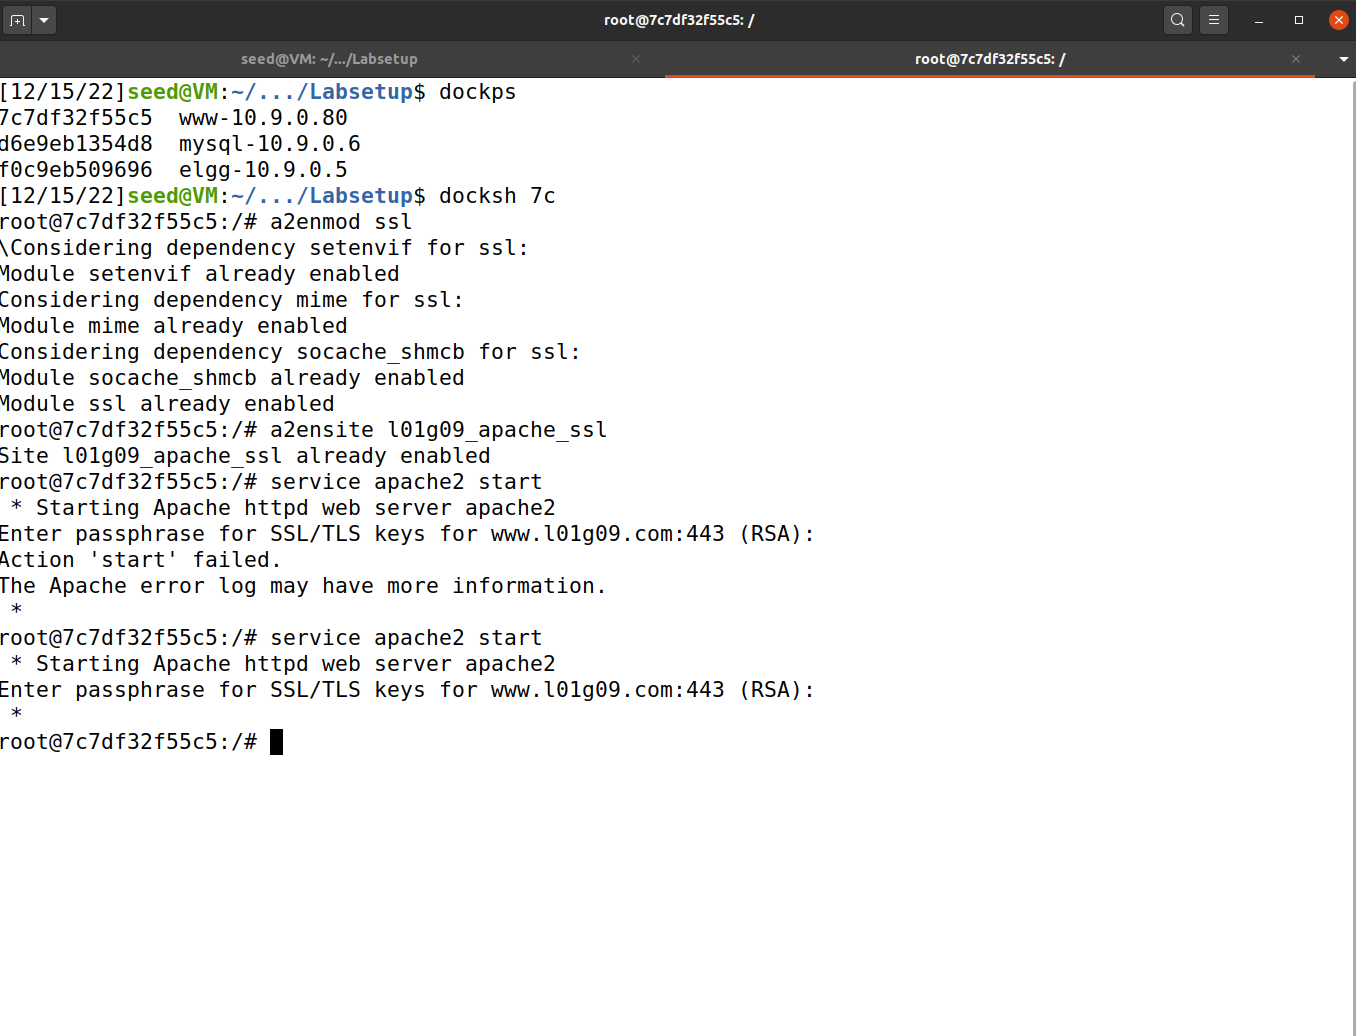 root@7c7df32f55c5: /
seed@VM: ~/.../Labsetup
root@7c7df32f55c5: /
[12/15/22]seed@VM:~/.../Labsetup$ dockps
7c7df32f55c5  www-10.9.0.80
d6e9eb1354d8  mysql-10.9.0.6
f0c9eb509696  elgg-10.9.0.5
[12/15/22]seed@VM:~/.../Labsetup$ docksh 7c
root@7c7df32f55c5:/# a2enmod ssl
\Considering dependency setenvif for ssl:
Module setenvif already enabled
Considering dependency mime for ssl:
Module mime already enabled
Considering dependency socache_shmcb for ssl:
Module socache_shmcb already enabled
Module ssl already enabled
root@7c7df32f55c5:/# a2ensite l01g09_apache_ssl
Site l01g09_apache_ssl already enabled
root@7c7df32f55c5:/# service apache2 start
 * Starting Apache httpd web server apache2
Enter passphrase for SSL/TLS keys for www.l01g09.com:443 (RSA):
Action 'start' failed.
The Apache error log may have more information.
 *
root@7c7df32f55c5:/# service apache2 start
 * Starting Apache httpd web server apache2
Enter passphrase for SSL/TLS keys for www.l01g09.com:443 (RSA):
 *
root@7c7df32f55c5:/#